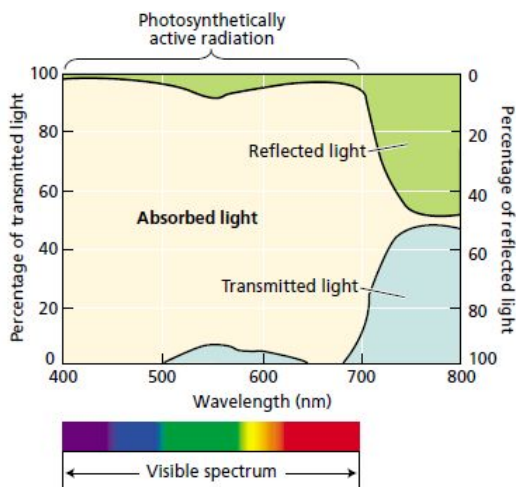 Photosynthetically
active radiation
Percentage of transmitted light
100
80
60
40
20
0
Reflected light
Absorbed light
Transmitted light
0
20
40
60
80
100
Percentage of reflected light
400 500 600 700 800
Wavelength (nm)
Visible spectrum